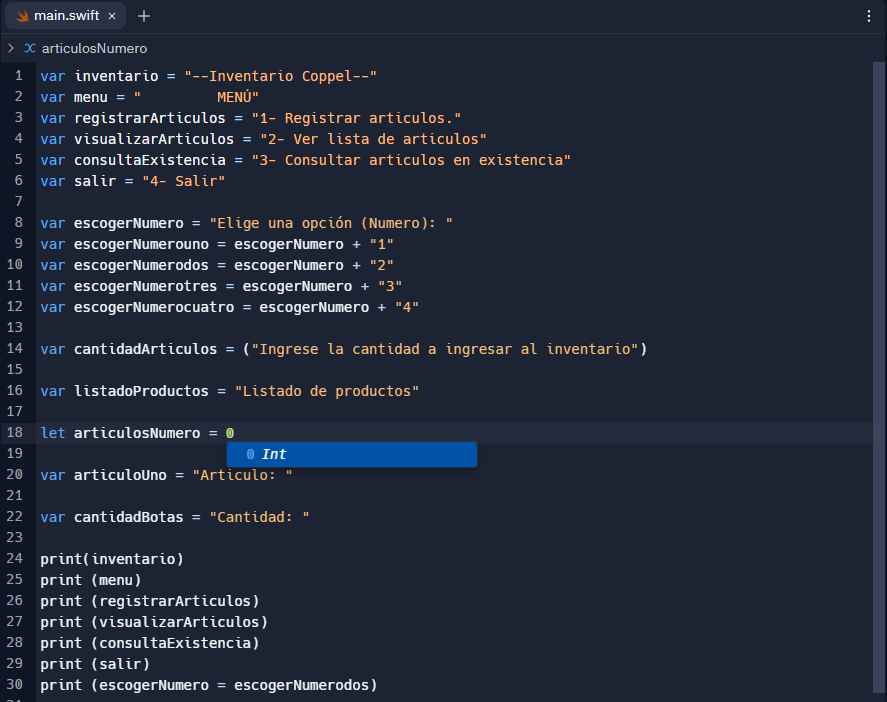 main.swift × +
> articulosNumero
1 var inventario = "--Inventario Coppel--"
2 var menu = "         MENÚ"
3 var registrarArticulos = "1- Registrar articulos."
4 var visualizarArticulos = "2- Ver lista de articulos"
5 var consultaExistencia = "3- Consultar articulos en existencia"
6 var salir = "4- Salir"
7
8 var escogerNumero = "Elige una opción (Numero): "
9 var escogerNumerouno = escogerNumero + "1"
10 var escogerNumerodos = escogerNumero + "2"
11 var escogerNumerotres = escogerNumero + "3"
12 var escogerNumerocuatro = escogerNumero + "4"
13
14 var cantidadArticulos = ("Ingrese la cantidad a ingresar al inventario")
15
16 var listadoProductos = "Listado de productos"
17
18 let articulosNumero = 0
19
0 Int
20 var articuloUno = "Articulo: "
21
22 var cantidadBotas = "Cantidad: "
23
24 print(inventario)
25 print (menu)
26 print (registrarArticulos)
27 print (visualizarArticulos)
28 print (consultaExistencia)
29 print (salir)
30 print (escogerNumero = escogerNumerodos)